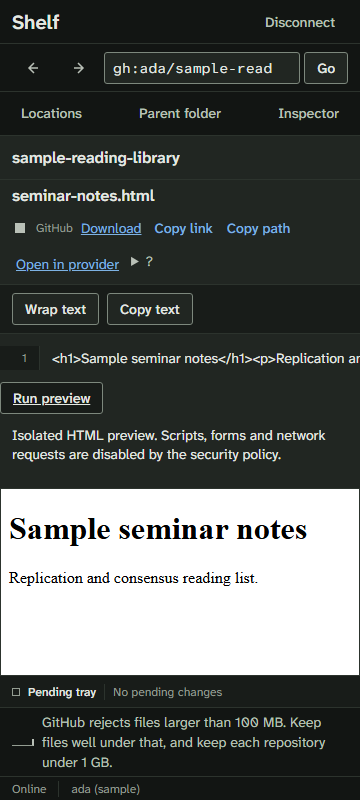 Shelf Disconnect
← → gh:ada/sample-read Go
Locations Parent folder Inspector
sample-reading-library
seminar-notes.html
GitHub Download Copy link Copy path
Open in provider ▶ ?
Wrap text Copy text
1 <h1>Sample seminar notes</h1><p>Replication ar
Run preview
Isolated HTML preview. Scripts, forms and network
requests are disabled by the security policy.
Sample seminar notes
Replication and consensus reading list.
Pending tray No pending changes
GitHub rejects files larger than 100 MB. Keep
files well under that, and keep each repository
under 1 GB.
Online ada (sample)